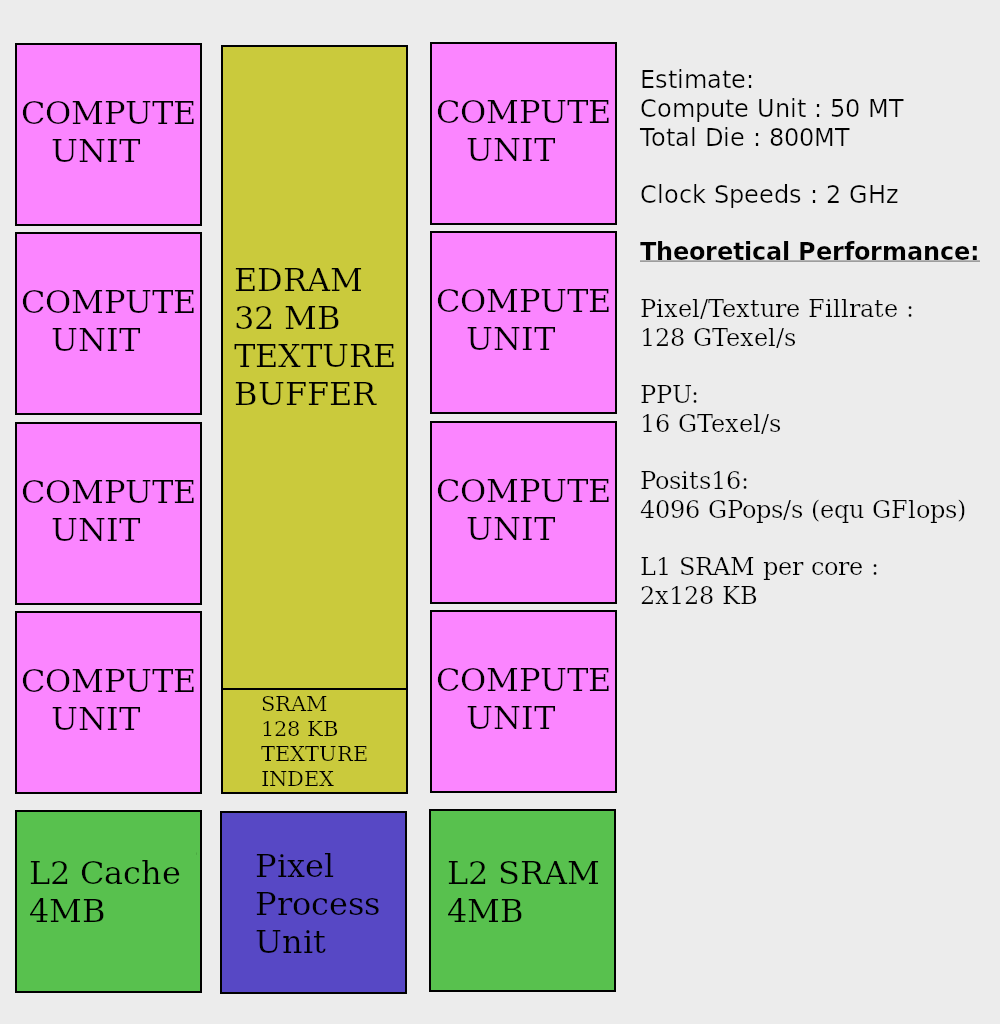 COMPUTE
UNIT
COMPUTE
UNIT
COMPUTE
UNIT
COMPUTE
UNIT
L2 Cache
4MB
EDRAM
32 MB
TEXTURE
BUFFER
SRAM
128 KB
TEXTURE
INDEX
Pixel
Process
Unit
COMPUTE
UNIT
COMPUTE
UNIT
COMPUTE
UNIT
COMPUTE
UNIT
L2 SRAM
4MB
Estimate:
Compute Unit : 50 MT
Total Die : 800MT
Clock Speeds : 2 GHz
Theoretical Performance:
Pixel/Texture Fillrate :
128 GTexel/s
PPU:
16 GTexel/s
Posits16:
4096 GPops/s (equ GFlops)
L1 SRAM per core :
2x128 KB